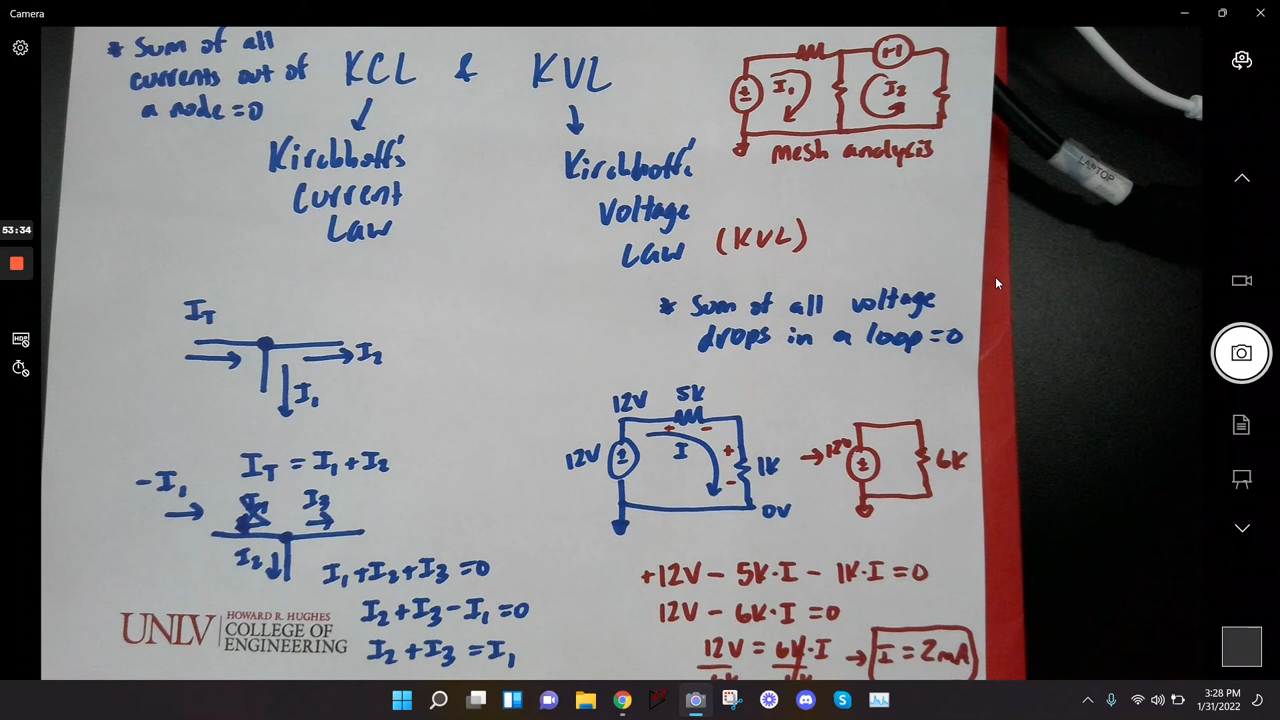 Camera
53:34
* Sum of all
currents out of
a node = 0
KCL & KVL
Kirchhoff's
Current
Law
Kirchhoff's
Voltage
Law
(KVL)
I₁
I₂
mesh analysis
LAPTOP
* Sum of all voltage
drops in a loop = 0
I_T
I₂
I₁
I_T = I₁ + I₂
-I₁
I₃
I₂
I₁ + I₂ + I₃ = 0
I₂ + I₃ - I₁ = 0
I₂ + I₃ = I₁
12V 5K
12V
I
1K
0V
6K
+12V - 5K·I - 1K·I = 0
12V - 6K·I = 0
12V = 6K·I → I = 2mA
UNLV
HOWARD R. HUGHES
COLLEGE OF
ENGINEERING
3:28 PM
1/31/2022